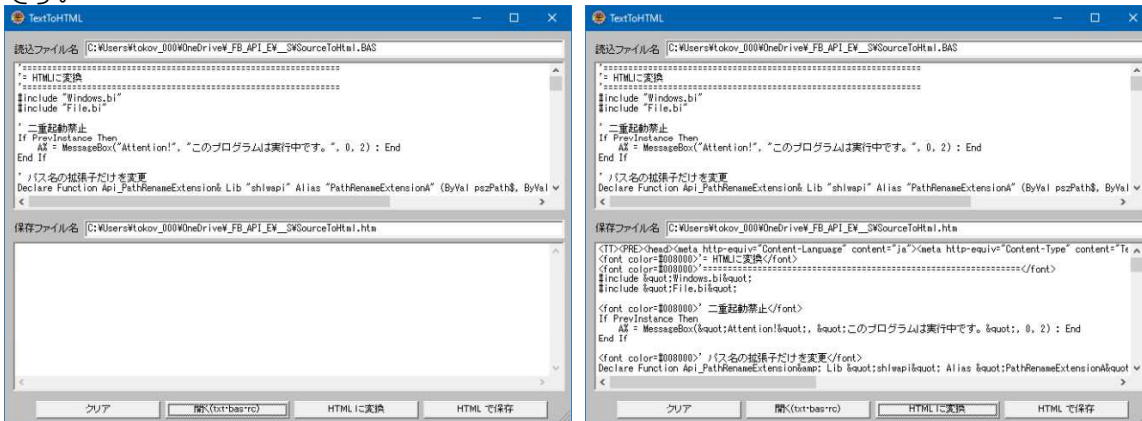 です。
TextToHTML
読込ファイル名 C:¥Users¥tokov_000¥OneDrive¥_FB_API_E¥__S¥SourceToHtml.BAS
'===============================================================
'= HTMLに変換
'===============================================================
#include "Windows.bi"
#include "File.bi"
' 二重起動禁止
If PrevInstance Then
A% = MessageBox("Attention!", "このプログラムは実行中です。", 0, 2) : End
End If
' パス名の拡張子だけを変更
Declare Function Api_PathRenameExtension& Lib "shlwapi" Alias "PathRenameExtensionA" (ByVal pszPath$, ByVal
保存ファイル名 C:¥Users¥tokov_000¥OneDrive¥_FB_API_E¥__S¥SourceToHtml.htm
クリア 開く(txt・bas・rc) HTML に変換 HTML で保存
TextToHTML
読込ファイル名 C:¥Users¥tokov_000¥OneDrive¥_FB_API_E¥__S¥SourceToHtml.BAS
'===============================================================
'= HTMLに変換
'===============================================================
#include "Windows.bi"
#include "File.bi"
' 二重起動禁止
If PrevInstance Then
A% = MessageBox("Attention!", "このプログラムは実行中です。", 0, 2) : End
End If
' パス名の拡張子だけを変更
Declare Function Api_PathRenameExtension& Lib "shlwapi" Alias "PathRenameExtensionA" (ByVal pszPath$, ByVal
保存ファイル名 C:¥Users¥tokov_000¥OneDrive¥_FB_API_E¥__S¥SourceToHtml.htm
<TT><PRE><head><meta http-equiv="Content-Language" content="ja"><meta http-equiv="Content-Type" content="Te
<font color=#008000>'= HTMLに変換</font>
<font color=#008000>'===============================================================</font>
#include &quot;Windows.bi&quot;
#include &quot;File.bi&quot;
<font color=#008000>' 二重起動禁止</font>
If PrevInstance Then
A% = MessageBox(&quot;Attention!&quot;, &quot;このプログラムは実行中です。&quot;, 0, 2) : End
End If
<font color=#008000>' パス名の拡張子だけを変更</font>
Declare Function Api_PathRenameExtension&amp; Lib &quot;shlwapi&quot; Alias &quot;PathRenameExtensionA&quot
クリア 開く(txt・bas・rc) HTML に変換 HTML で保存